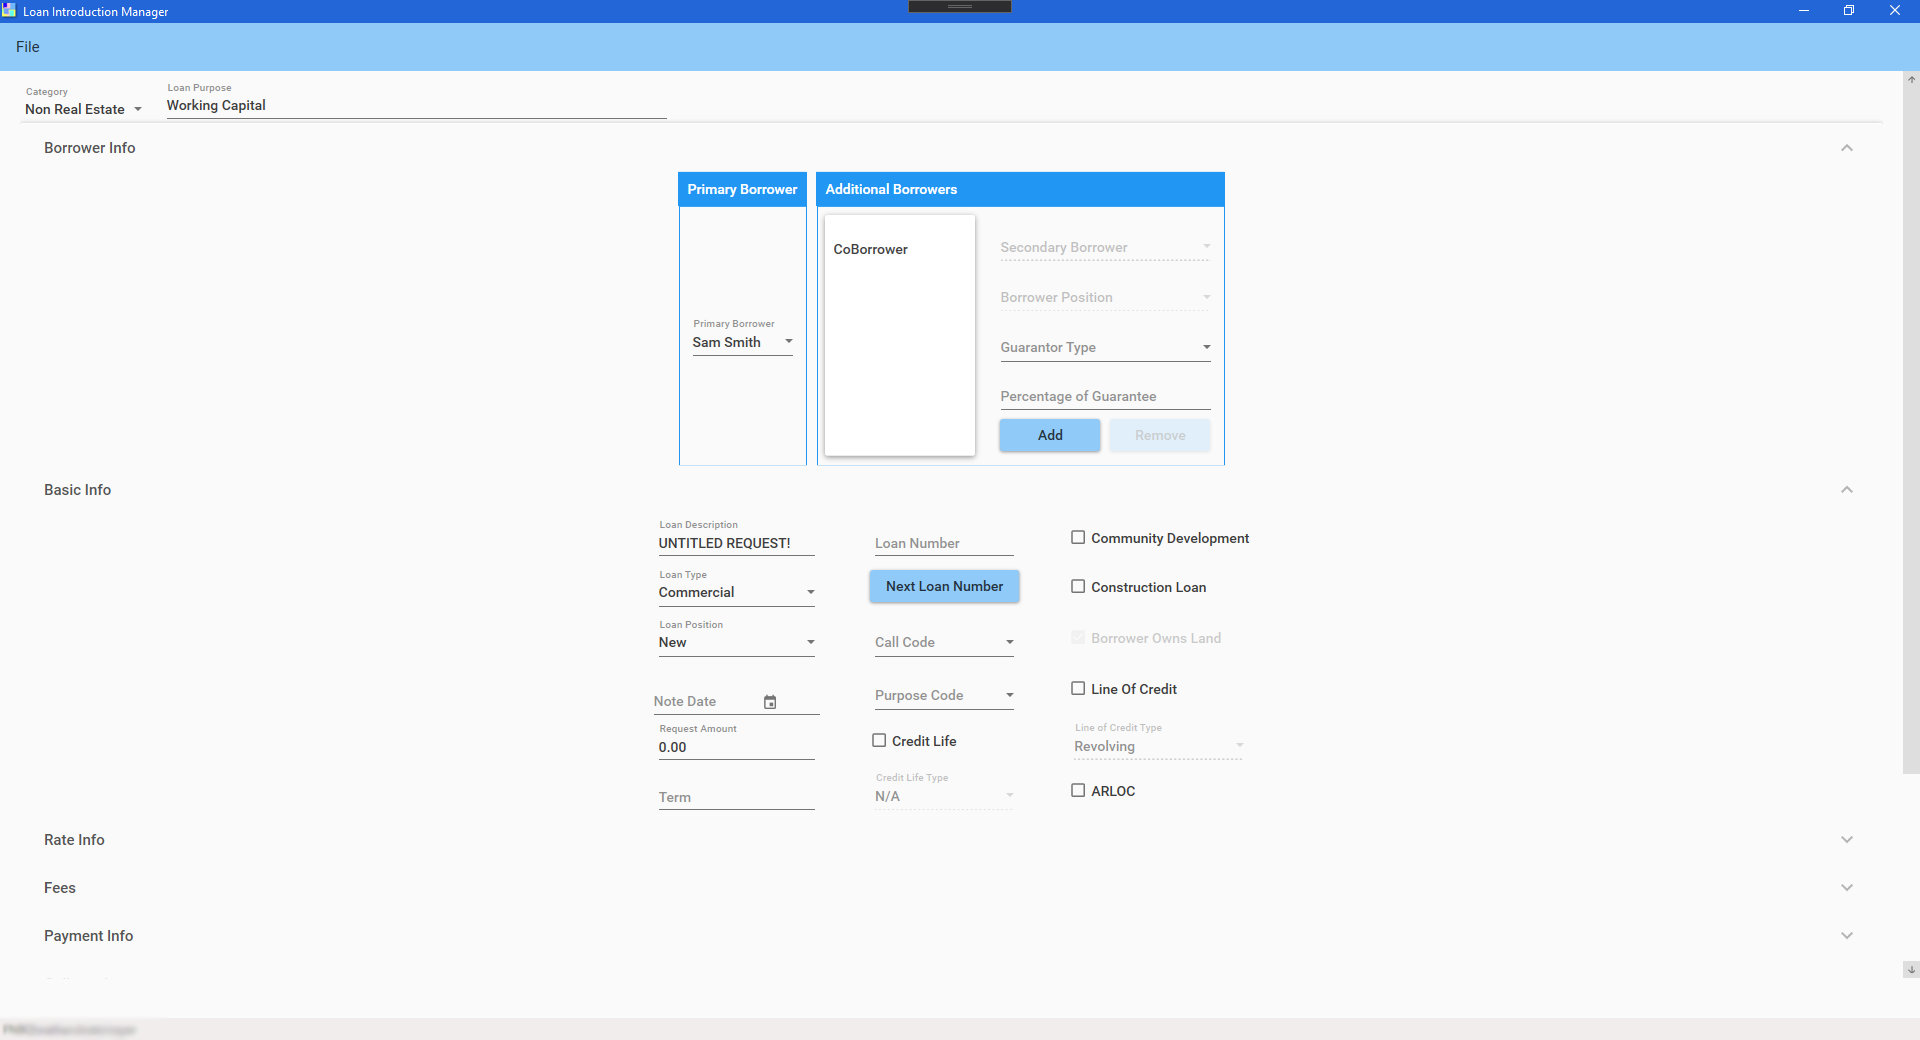 Loan Introduction Manager
File
Category
Non Real Estate
Loan Purpose
Working Capital
Borrower Info
Primary Borrower
Primary Borrower
Sam Smith
Additional Borrowers
CoBorrower
Secondary Borrower
Borrower Position
Guarantor Type
Percentage of Guarantee
Add
Remove
Basic Info
Loan Description
UNTITLED REQUEST!
Loan Type
Commercial
Loan Position
New
Note Date
Request Amount
0.00
Term
Loan Number
Next Loan Number
Call Code
Purpose Code
Credit Life
Credit Life Type
N/A
Community Development
Construction Loan
Borrower Owns Land
Line Of Credit
Line of Credit Type
Revolving
ARLOC
Rate Info
Fees
Payment Info